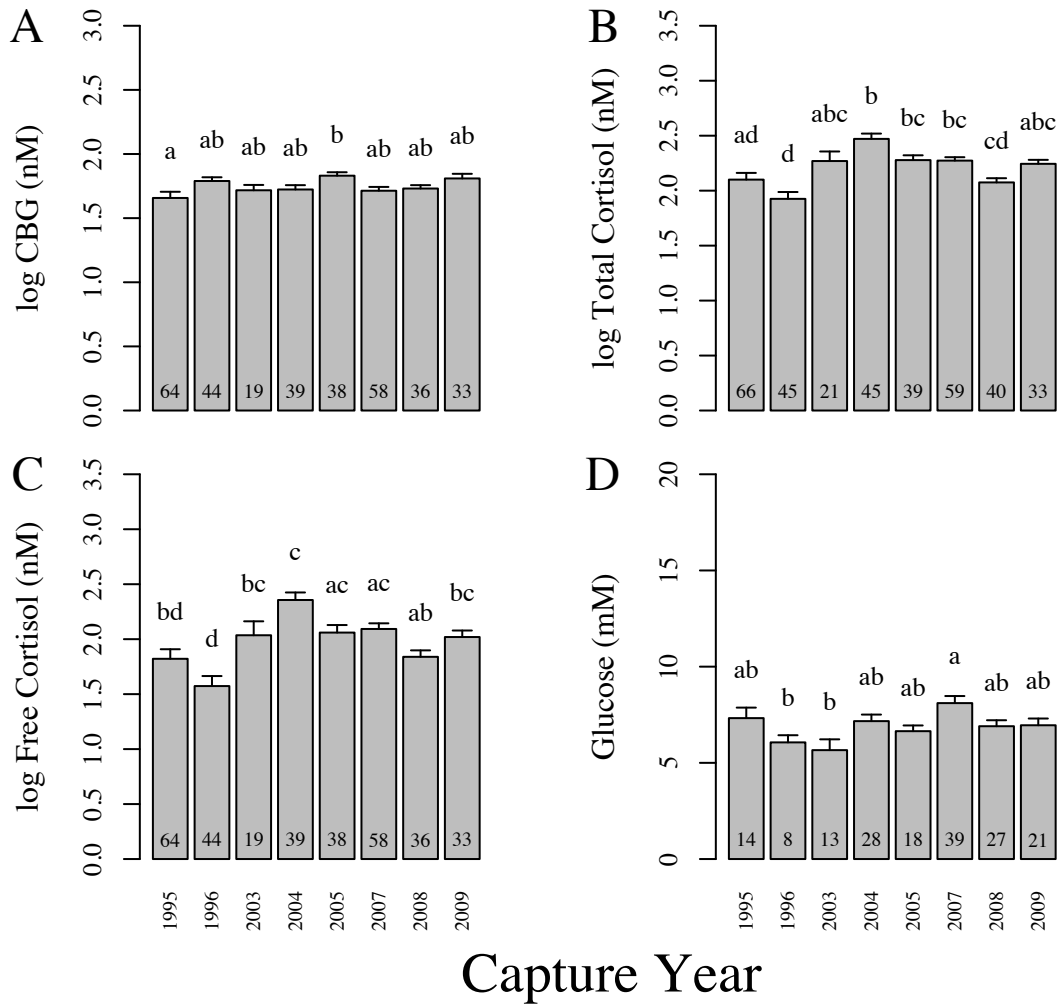 A
log CBG (nM)
0.0 0.5 1.0 1.5 2.0 2.5 3.0
a ab ab ab b ab ab ab
64 44 19 39 38 58 36 33
B
log Total Cortisol (nM)
0.0 0.5 1.0 1.5 2.0 2.5 3.0 3.5
ad d abc b bc bc cd abc
66 45 21 45 39 59 40 33
C
log Free Cortisol (nM)
0.0 0.5 1.0 1.5 2.0 2.5 3.0 3.5
bd d bc c ac ac ab bc
64 44 19 39 38 58 36 33
1995 1996 2003 2004 2005 2007 2008 2009
D
Glucose (mM)
0 5 10 15 20
ab b b ab ab a ab ab
14 8 13 28 18 39 27 21
1995 1996 2003 2004 2005 2007 2008 2009
Capture Year